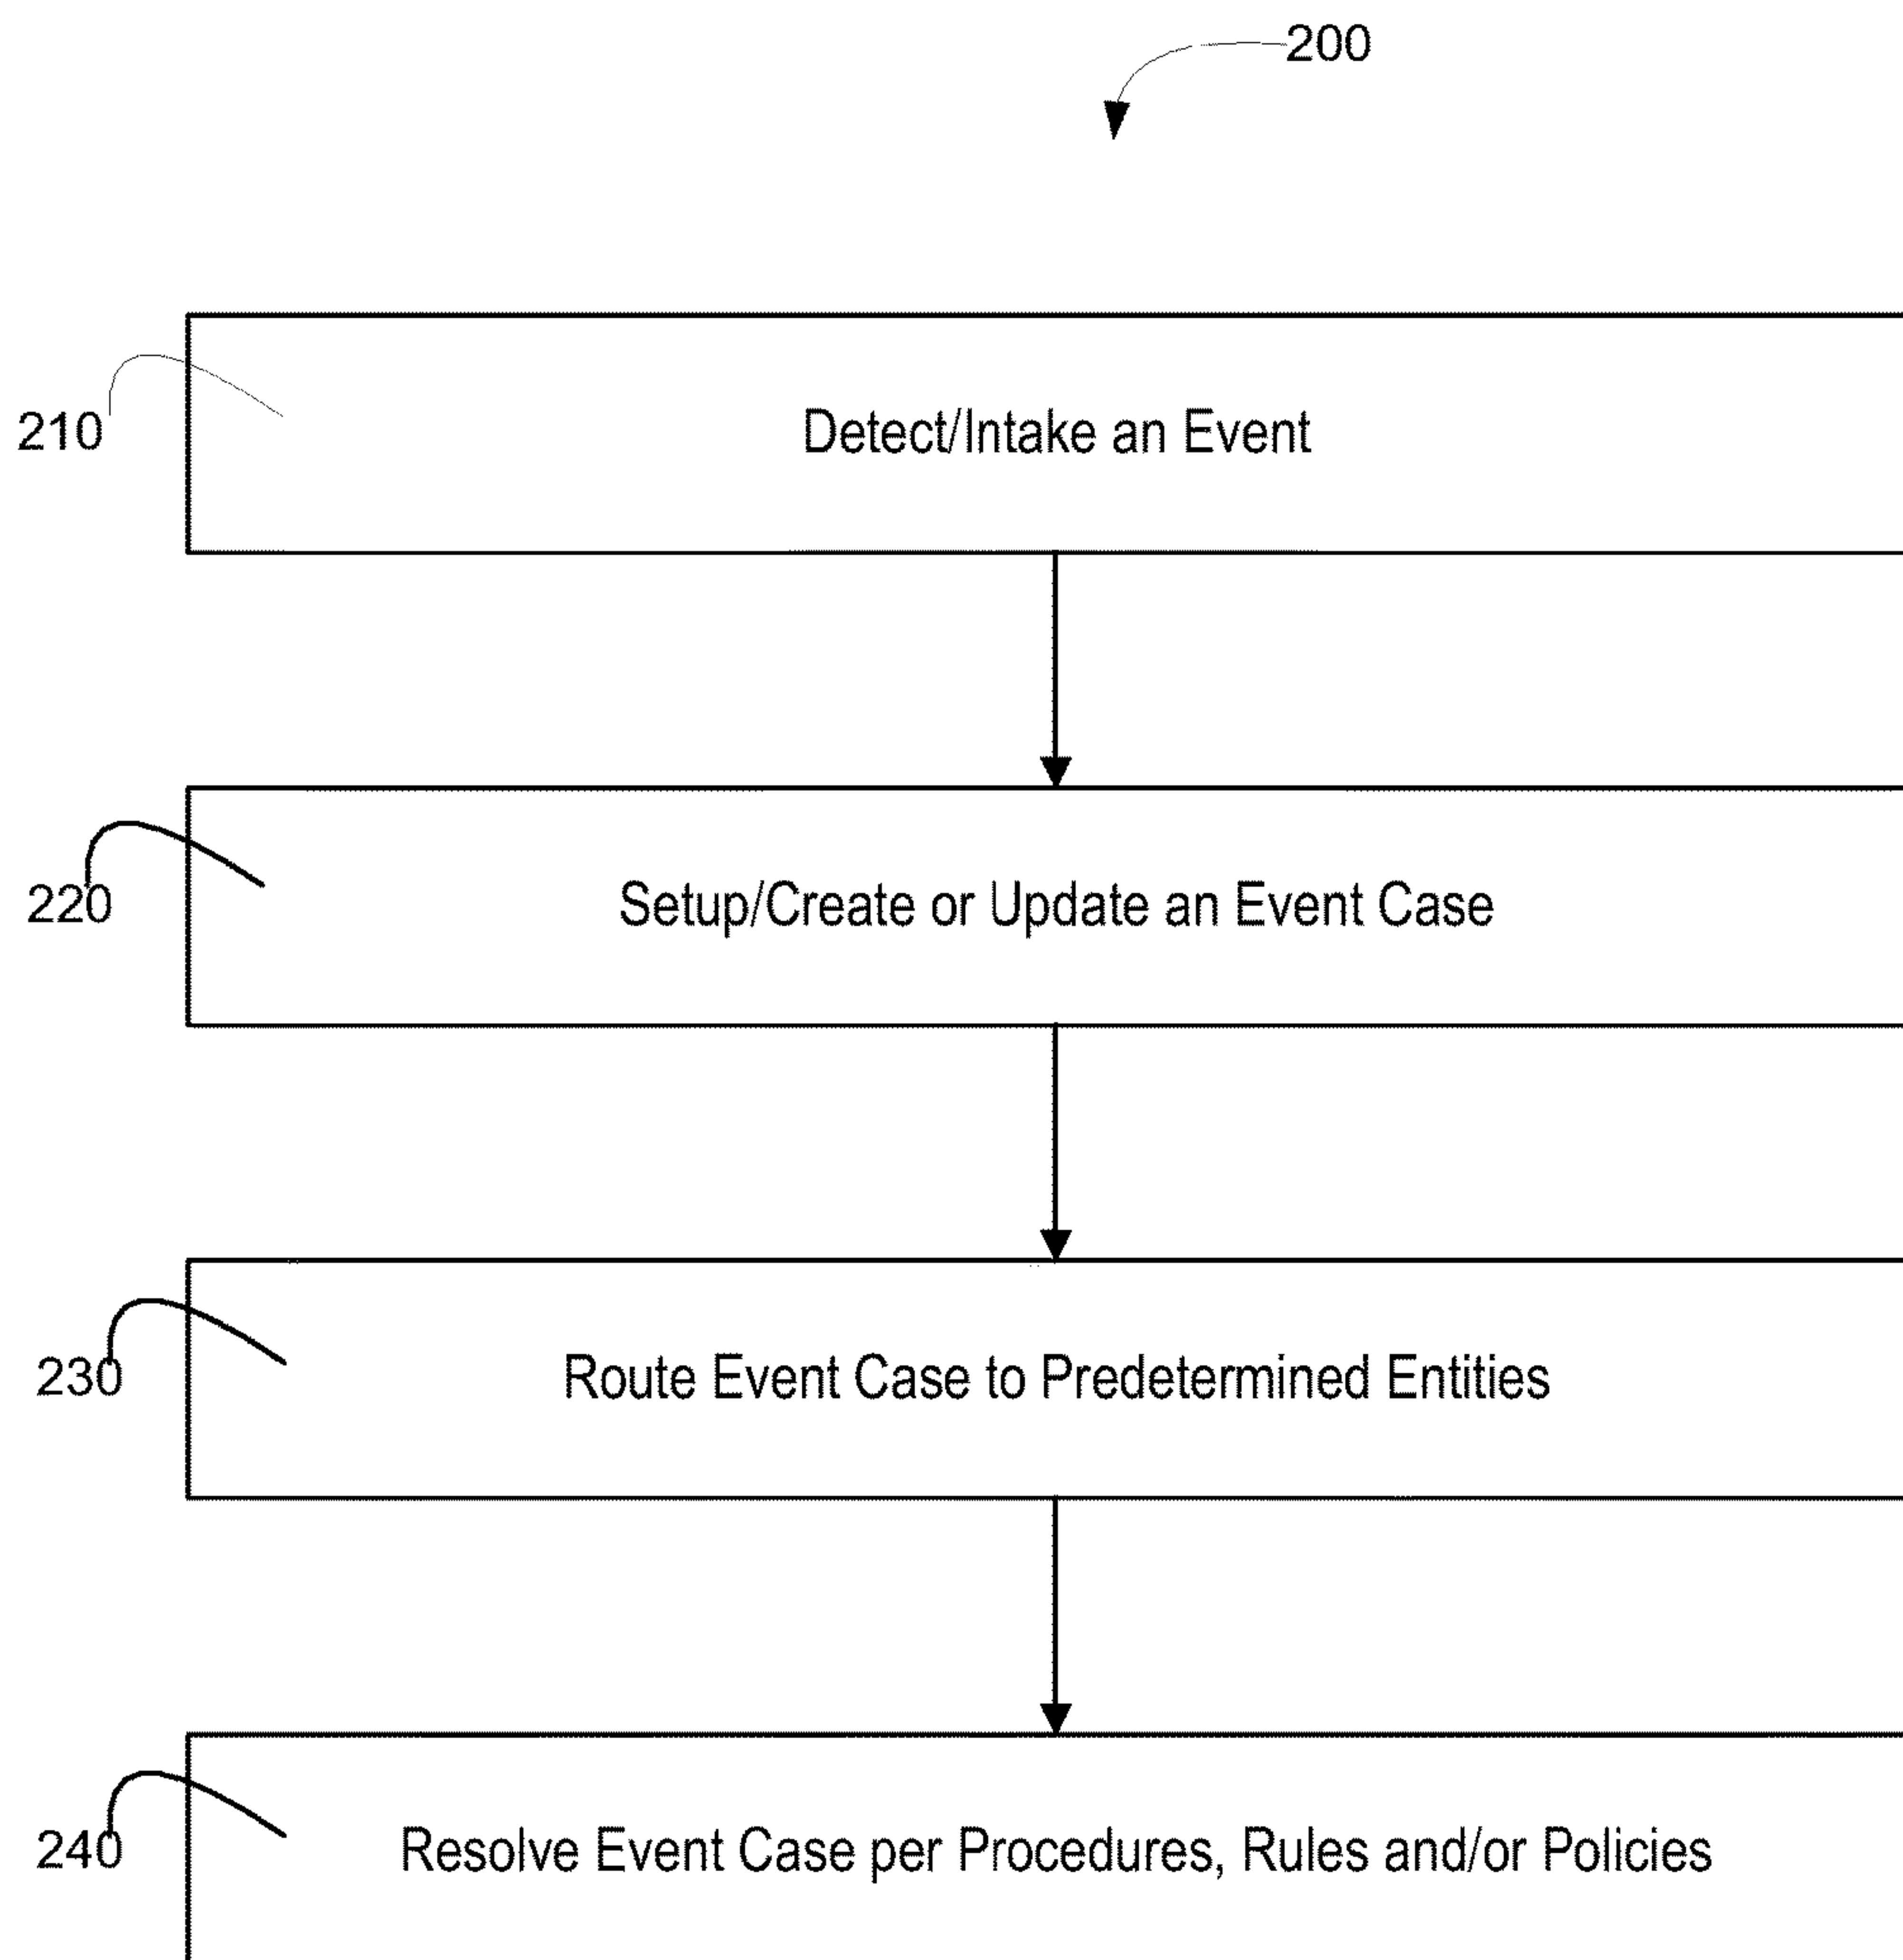 200
210
Detect/Intake an Event
220
Setup/Create or Update an Event Case
230
Route Event Case to Predetermined Entities
240
Resolve Event Case per Procedures, Rules and/or Policies